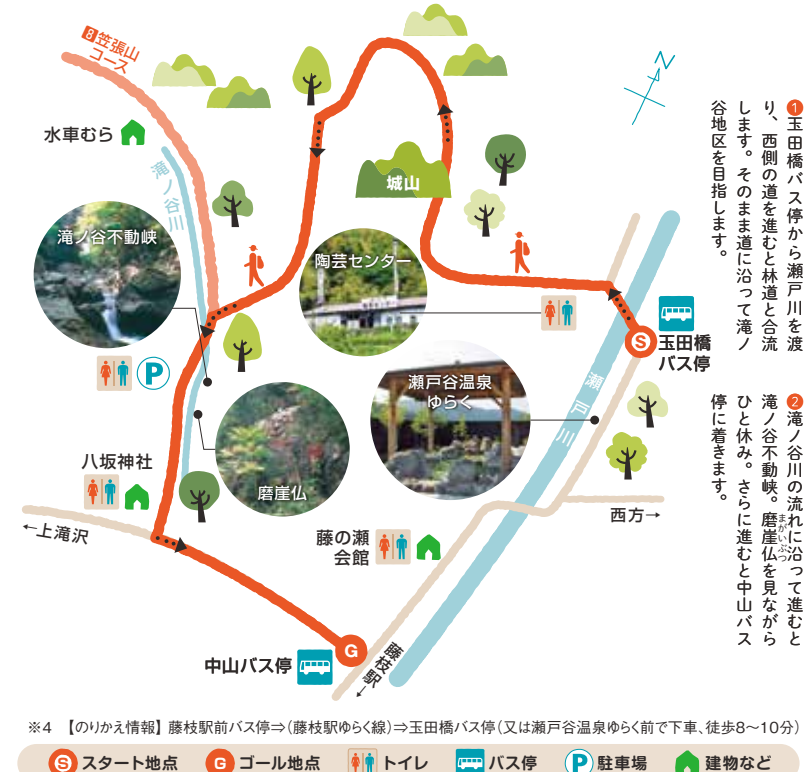 8笠張山
コース
水車むら
滝ノ谷川
滝ノ谷不動峡
城山
陶芸センター
N
S
玉田橋
バス停
瀬戸谷温泉
ゆらく
瀬戸川
磨崖仏
八坂神社
←上滝沢
藤の瀬
会館
西方→
中山バス停
G
藤枝駅→
P
❶玉田橋バス停から瀬戸川を渡
り、西側の道を進むと林道と合流
します。そのまま道に沿って滝ノ
谷地区を目指します。
❷滝ノ谷川の流れに沿って進むと
滝ノ谷不動峡。磨崖仏(まがいぶつ)を見ながら
ひと休み。さらに進むと中山バス
停に着きます。
※4 【のりかえ情報】 藤枝駅前バス停⇒(藤枝駅ゆらく線)⇒玉田橋バス停(又は瀬戸谷温泉ゆらく前で下車、徒歩8〜10分)
S スタート地点 G ゴール地点 トイレ バス停 P 駐車場 建物など